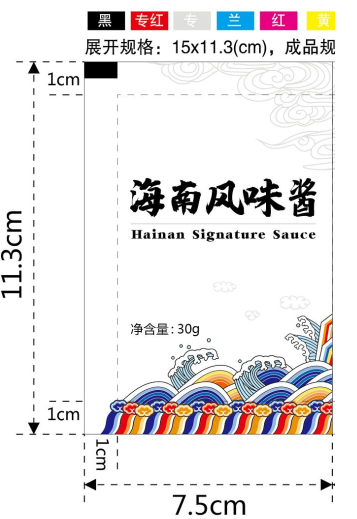 黑 专红 专 兰 红 黄
展开规格：15x11.3(cm)，成品规
1cm
海南风味酱
Hainan Signature Sauce
11.3cm
净含量：30g
1cm
1cm
7.5cm